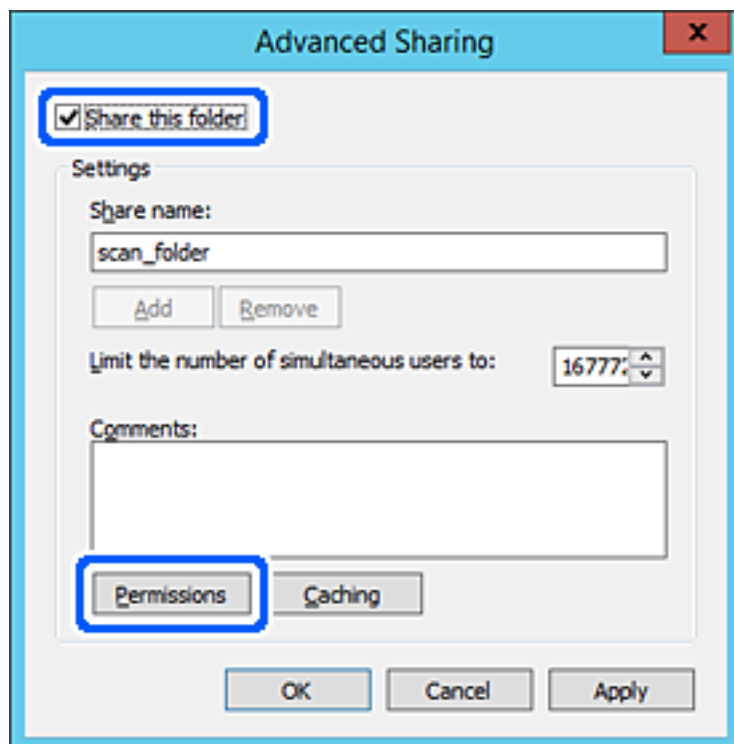 Advanced Sharing
x
Share this folder
Settings
Share name:
scan_folder
Add Remove
Limit the number of simultaneous users to:
Comments:
Permissions Caching
OK Cancel Apply